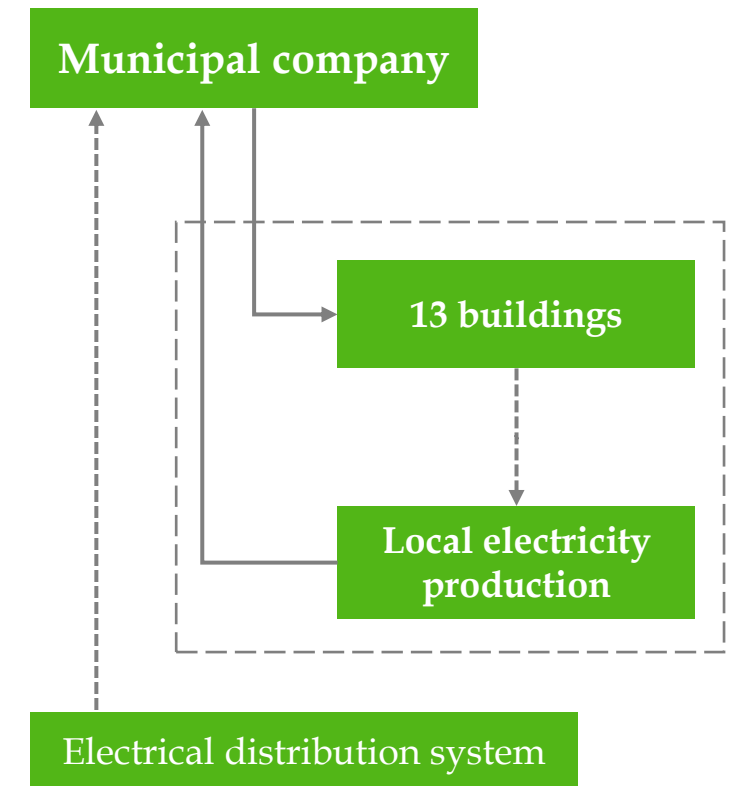 Municipal company
13 buildings
Local electricity
production
Electrical distribution system